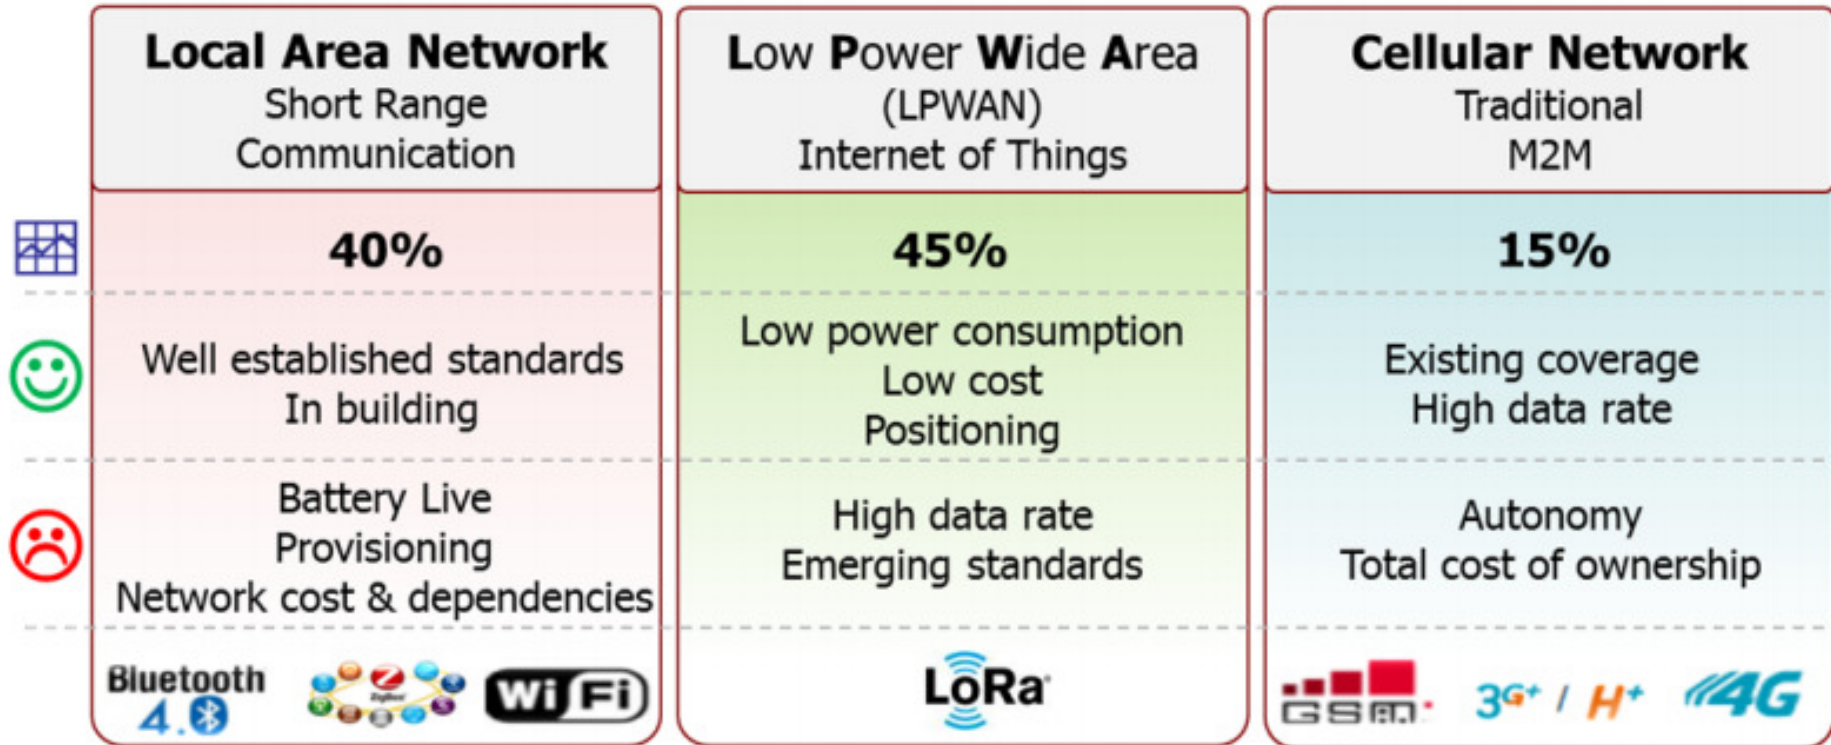 Local Area Network
Short Range
Communication
40%
Well established standards
In building
Battery Live
Provisioning
Network cost & dependencies
Bluetooth
4.0
ZigBee
Wi Fi
Low Power Wide Area
(LPWAN)
Internet of Things
45%
Low power consumption
Low cost
Positioning
High data rate
Emerging standards
LoRa
Cellular Network
Traditional
M2M
15%
Existing coverage
High data rate
Autonomy
Total cost of ownership
GSM
3G+ / H+
4G